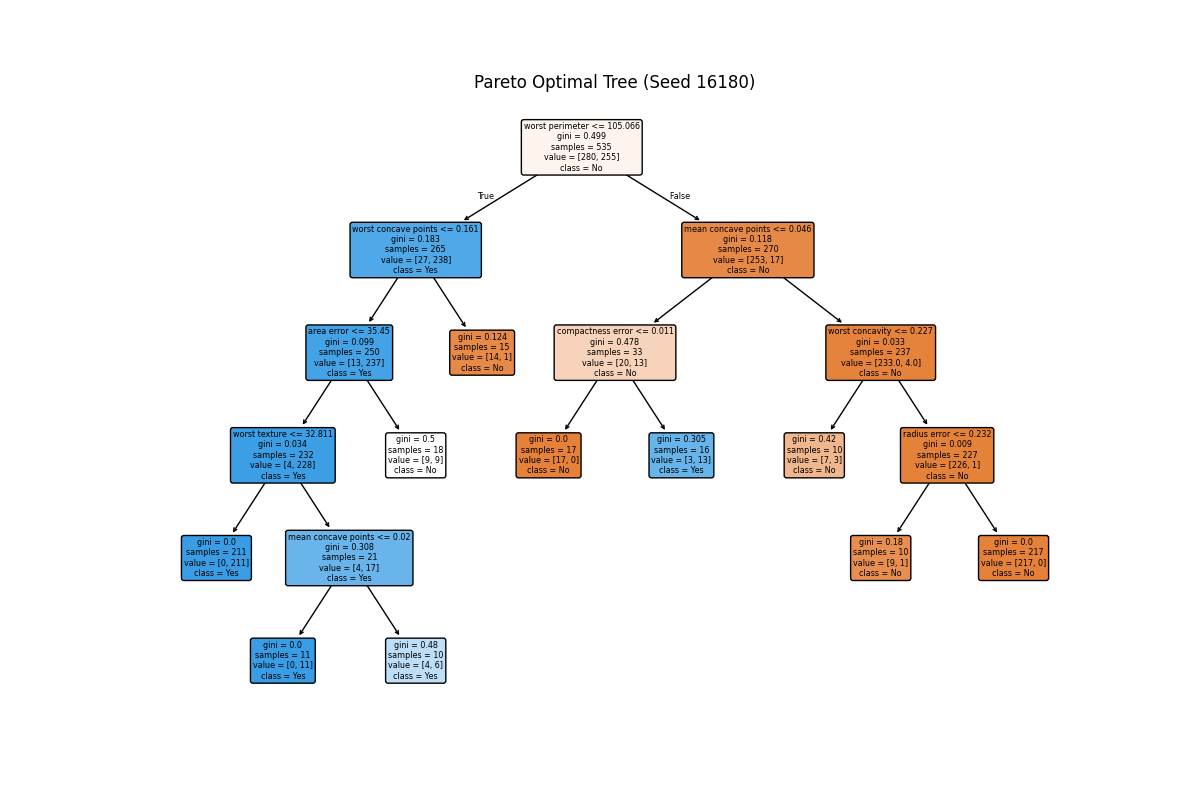 Pareto Optimal Tree (Seed 16180)
worst perimeter <= 105.066
gini = 0.499
samples = 535
value = [280, 255]
class = No
True
False
worst concave points <= 0.161
gini = 0.183
samples = 265
value = [27, 238]
class = Yes
mean concave points <= 0.046
gini = 0.118
samples = 270
value = [253, 17]
class = No
area error <= 35.45
gini = 0.099
samples = 250
value = [13, 237]
class = Yes
gini = 0.124
samples = 15
value = [14, 1]
class = No
compactness error <= 0.011
gini = 0.478
samples = 33
value = [20, 13]
class = No
worst concavity <= 0.227
gini = 0.033
samples = 237
value = [233.0, 4.0]
class = No
worst texture <= 32.811
gini = 0.034
samples = 232
value = [4, 228]
class = Yes
gini = 0.5
samples = 18
value = [9, 9]
class = No
gini = 0.0
samples = 17
value = [17, 0]
class = No
gini = 0.305
samples = 16
value = [3, 13]
class = Yes
gini = 0.42
samples = 10
value = [7, 3]
class = No
radius error <= 0.232
gini = 0.009
samples = 227
value = [226, 1]
class = No
gini = 0.0
samples = 211
value = [0, 211]
class = Yes
mean concave points <= 0.02
gini = 0.308
samples = 21
value = [4, 17]
class = Yes
gini = 0.18
samples = 10
value = [9, 1]
class = No
gini = 0.0
samples = 217
value = [217, 0]
class = No
gini = 0.0
samples = 11
value = [0, 11]
class = Yes
gini = 0.48
samples = 10
value = [4, 6]
class = Yes